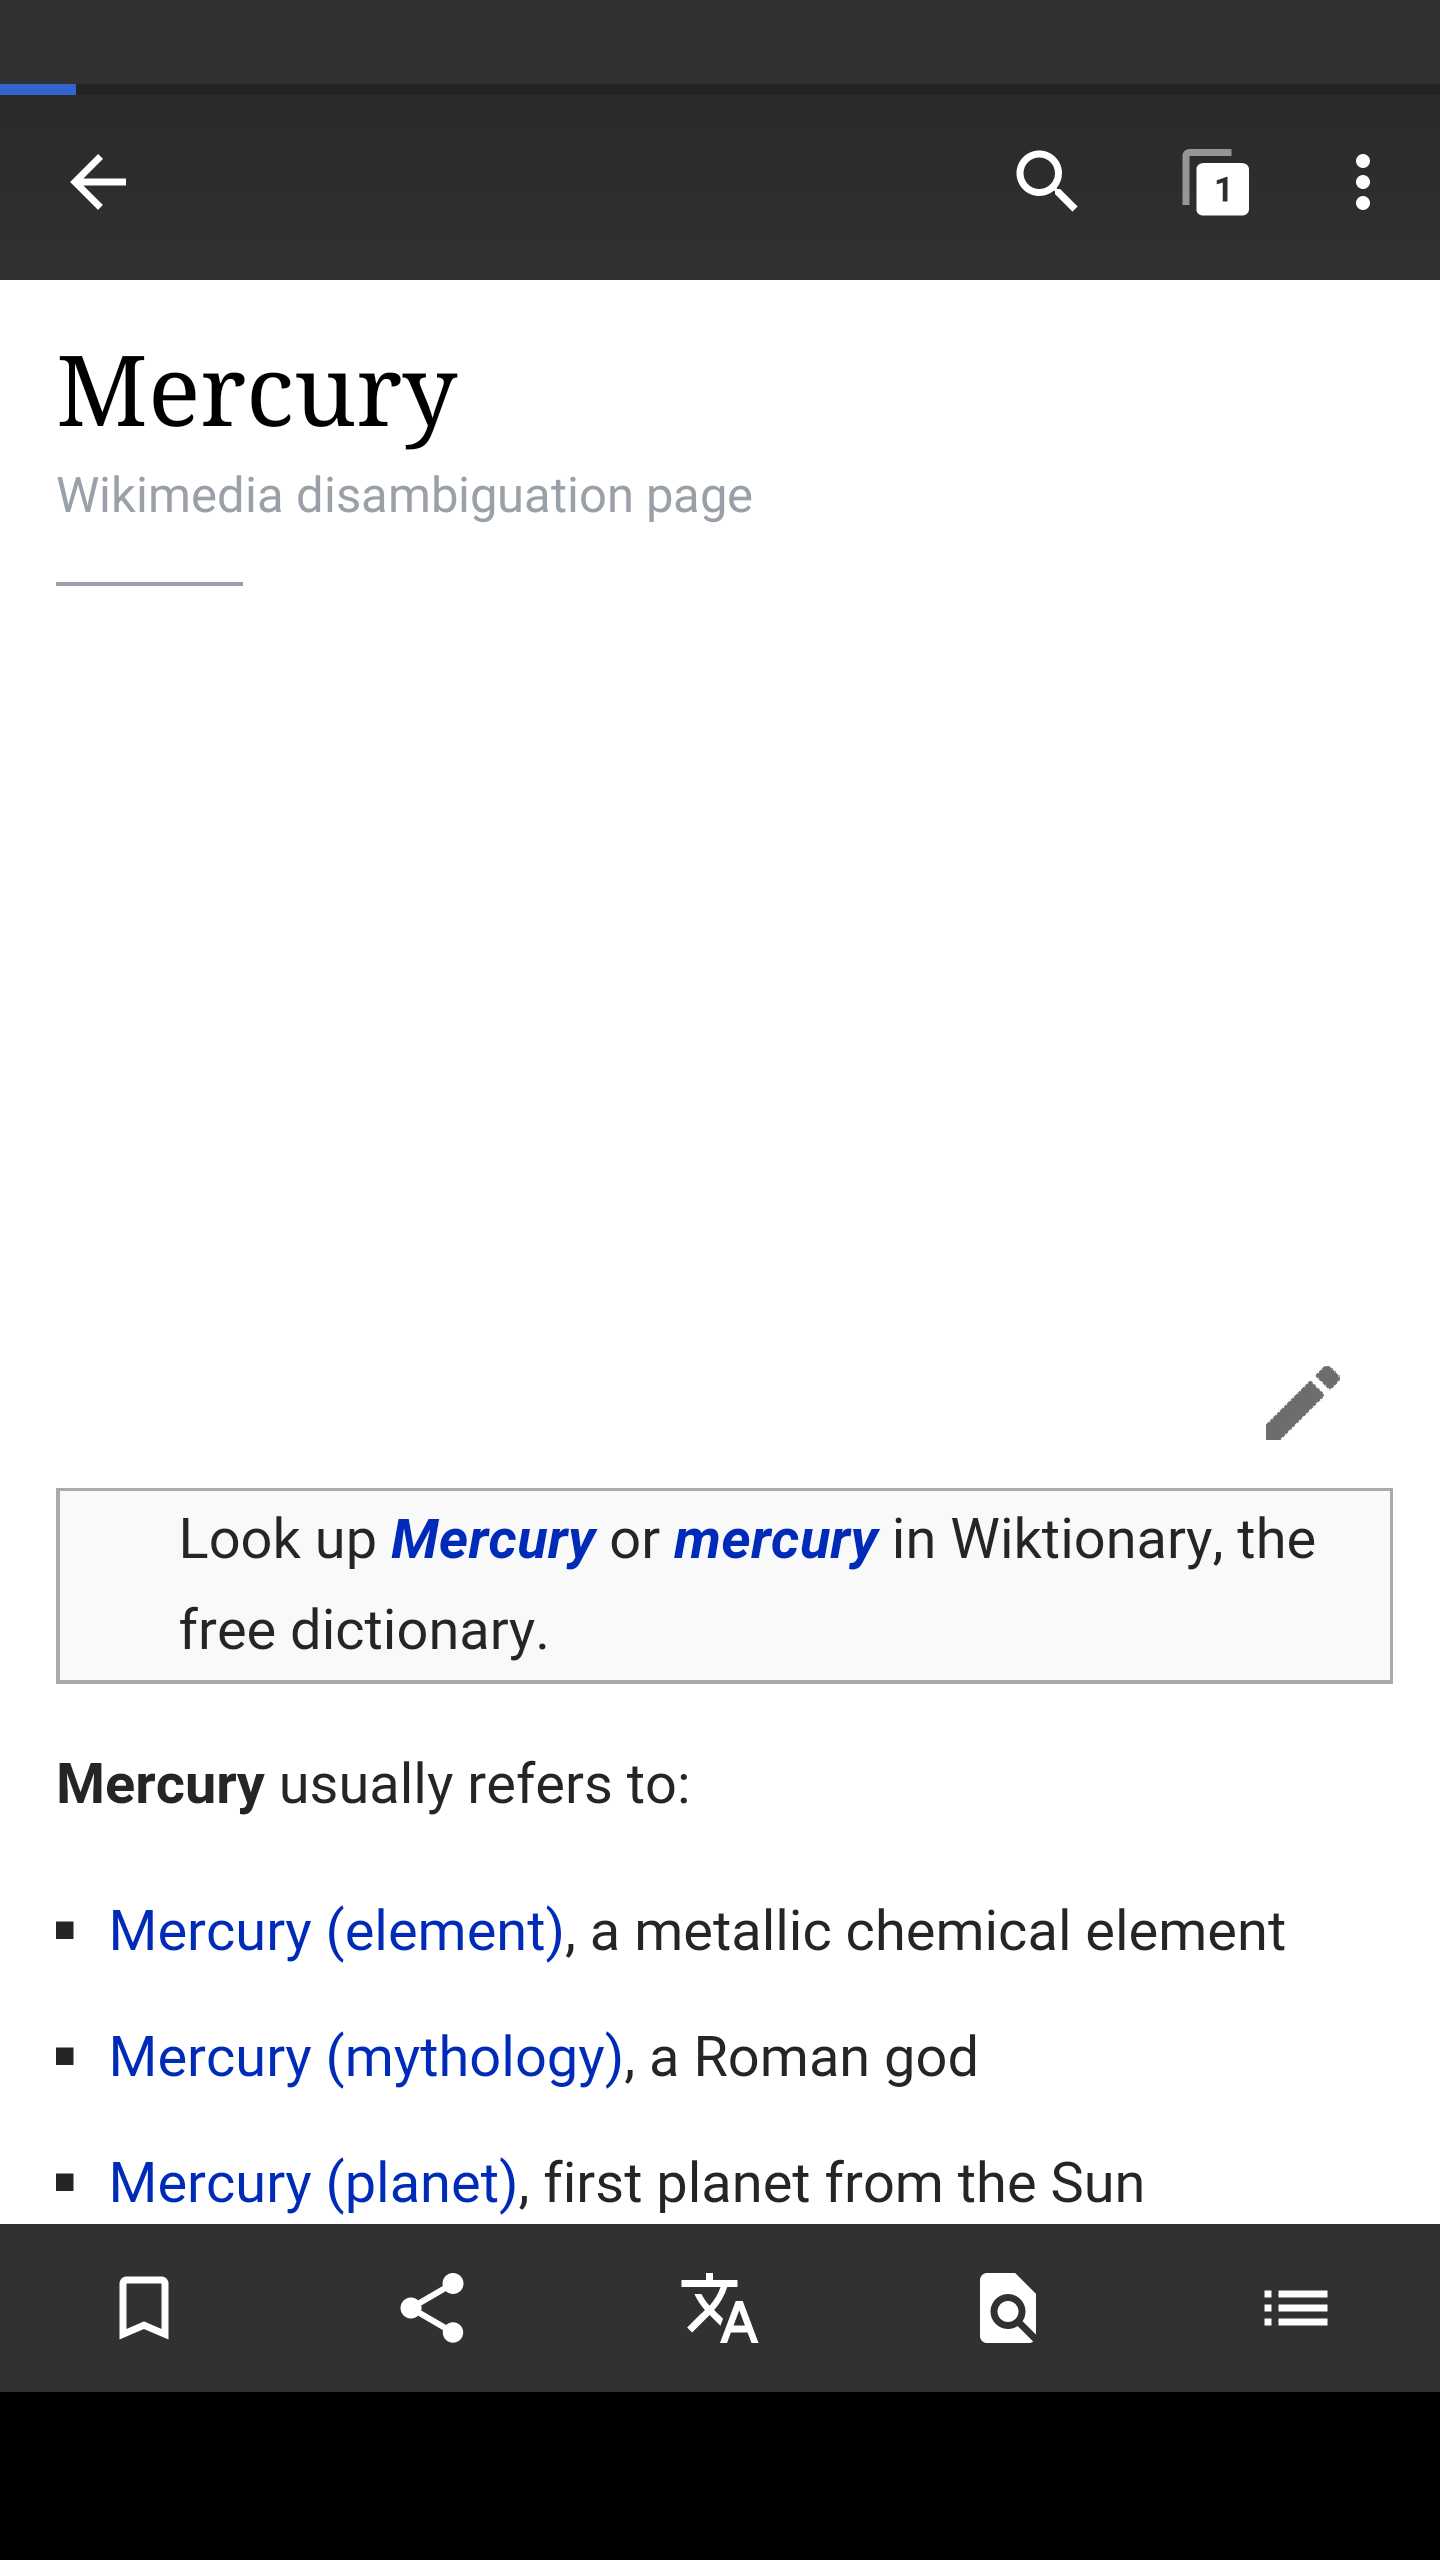 1
Mercury
Wikimedia disambiguation page
Look up Mercury or mercury in Wiktionary, the
free dictionary.
Mercury usually refers to:
▪ Mercury (element), a metallic chemical element
▪ Mercury (mythology), a Roman god
▪ Mercury (planet), first planet from the Sun